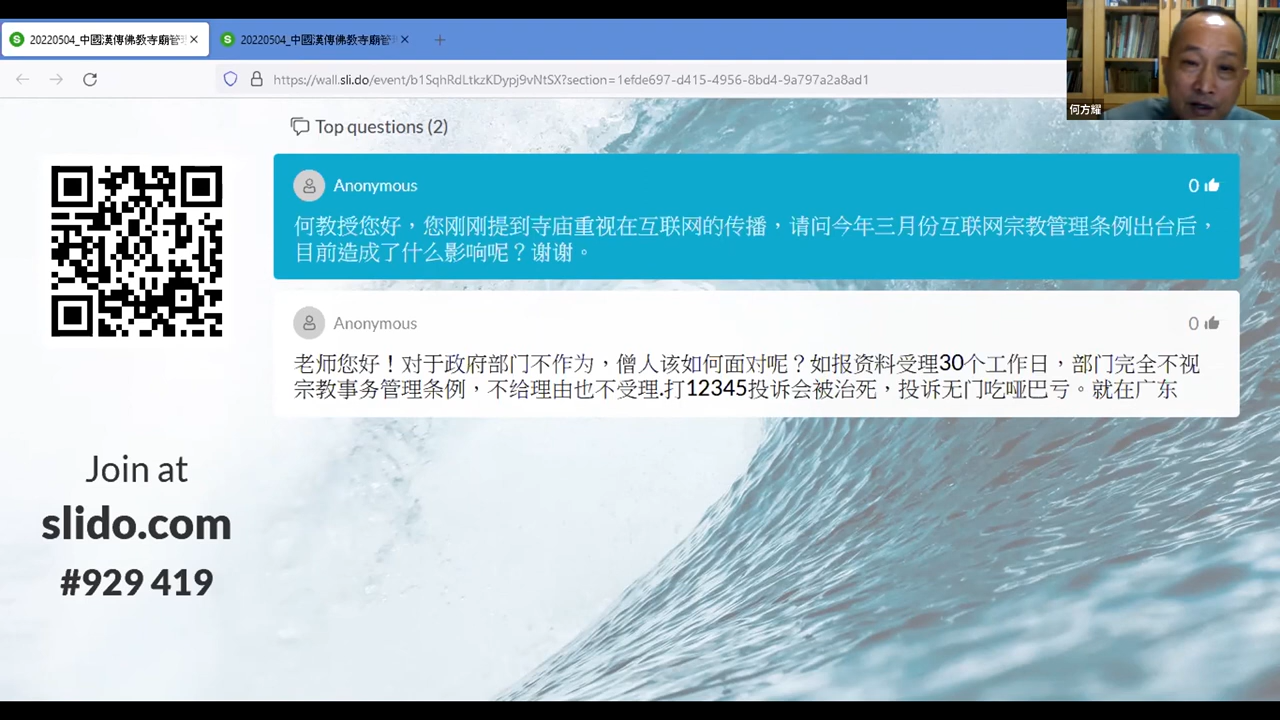 20220504_中國漢傳佛教寺廟管理
20220504_中國漢傳佛教寺廟管理
https://wall.sli.do/event/b1SqhRdLtkzKDypj9vNtSX?section=1efde697-d415-4956-8bd4-9a797a2a8ad1
何方耀
Top questions (2)
Anonymous
0
何教授您好，您刚刚提到寺庙重视在互联网的传播，请问今年三月份互联网宗教管理条例出台后，
目前造成了什么影响呢？谢谢。
Anonymous
0
老师您好！对于政府部门不作为，僧人该如何面对呢？如报资料受理30个工作日，部门完全不视
宗教事务管理条例，不给理由也不受理.打12345投诉会被治死，投诉无门吃哑巴亏。就在广东
Join at
slido.com
#929 419